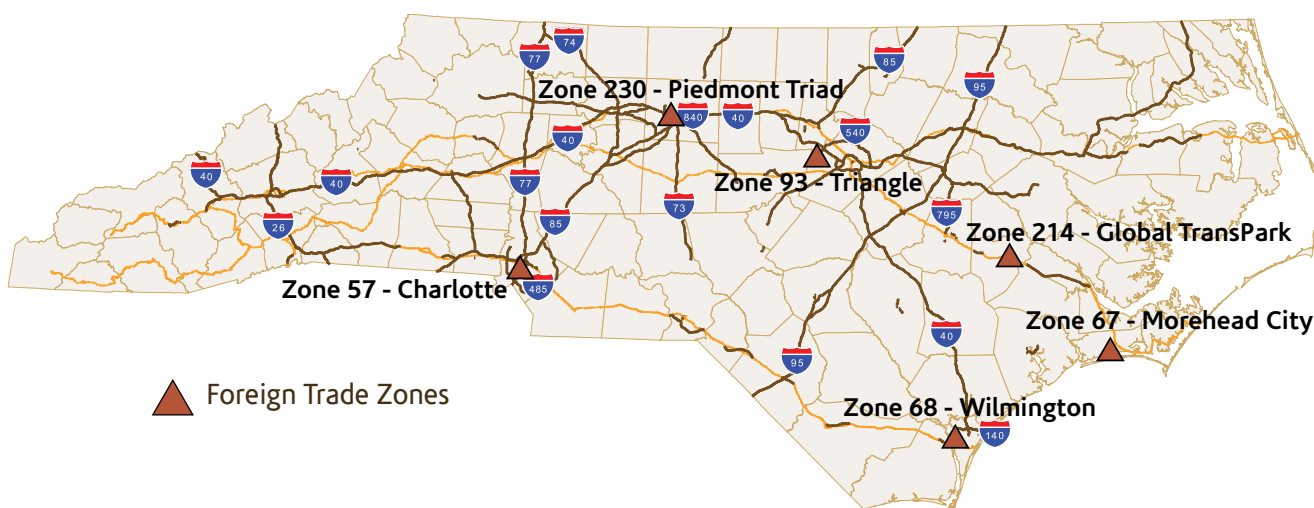 74
77
85
95
Zone 230 - Piedmont Triad
840
40
540
40
Zone 93 - Triangle
40
40
77
73
795
26
85
Zone 214 - Global TransPark
Zone 57 - Charlotte
485
Zone 67 - Morehead City
40
95
Foreign Trade Zones
Zone 68 - Wilmington
140